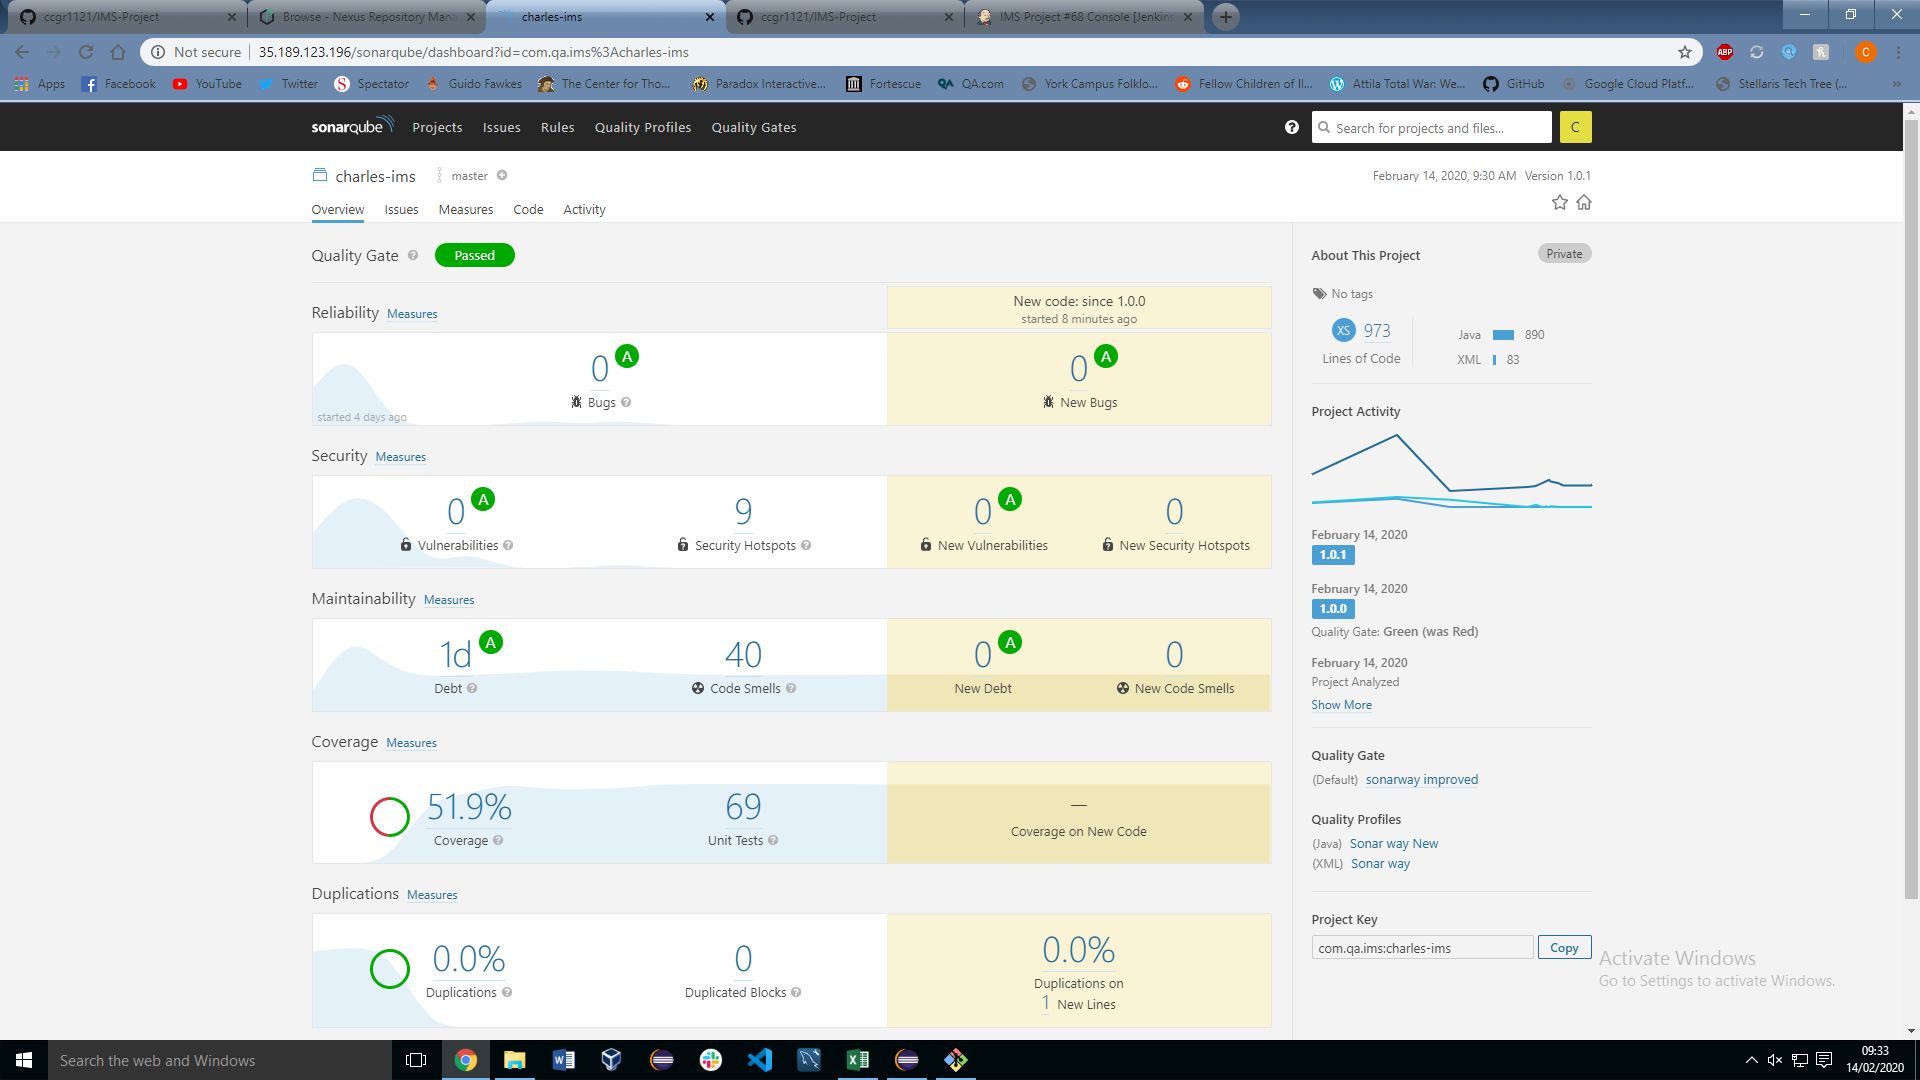 ccgr1121/IMS-Project
Browse - Nexus Repository Mana
charles-ims
ccgr1121/IMS-Project
IMS Project #68 Console [Jenkins
Not secure
35.189.123.196/sonarqube/dashboard?id=com.qa.ims%3Acharles-ims
ABP
C
Apps
Facebook
YouTube
Twitter
Spectator
Guido Fawkes
The Center for Tho...
Paradox Interactive...
Fortescue
QA.com
York Campus Folklo...
Fellow Children of Il...
Attila Total War: We...
GitHub
Google Cloud Platf...
Stellaris Tech Tree (...
»
sonarqube
Projects
Issues
Rules
Quality Profiles
Quality Gates
Search for projects and files...
C
charles-ims
master
February 14, 2020, 9:30 AM Version 1.0.1
Overview
Issues
Measures
Code
Activity
Quality Gate
Passed
New code: since 1.0.0
started 8 minutes ago
Reliability Measures
0 A
Bugs
started 4 days ago
0 A
New Bugs
Security Measures
0 A
Vulnerabilities
9
Security Hotspots
0 A
New Vulnerabilities
0
New Security Hotspots
Maintainability Measures
1d A
Debt
40
Code Smells
0 A
New Debt
0
New Code Smells
Coverage Measures
51.9%
Coverage
69
Unit Tests
—
Coverage on New Code
Duplications Measures
0.0%
Duplications
0
Duplicated Blocks
0.0%
Duplications on
1 New Lines
About This Project
Private
No tags
XS 973
Lines of Code
Java 890
XML 83
Project Activity
February 14, 2020
1.0.1
February 14, 2020
1.0.0
Quality Gate: Green (was Red)
February 14, 2020
Project Analyzed
Show More
Quality Gate
(Default) sonarway improved
Quality Profiles
(Java) Sonar way New
(XML) Sonar way
Project Key
com.qa.ims:charles-ims
Copy
Activate Windows
Go to Settings to activate Windows.
Search the web and Windows
09:33
14/02/2020